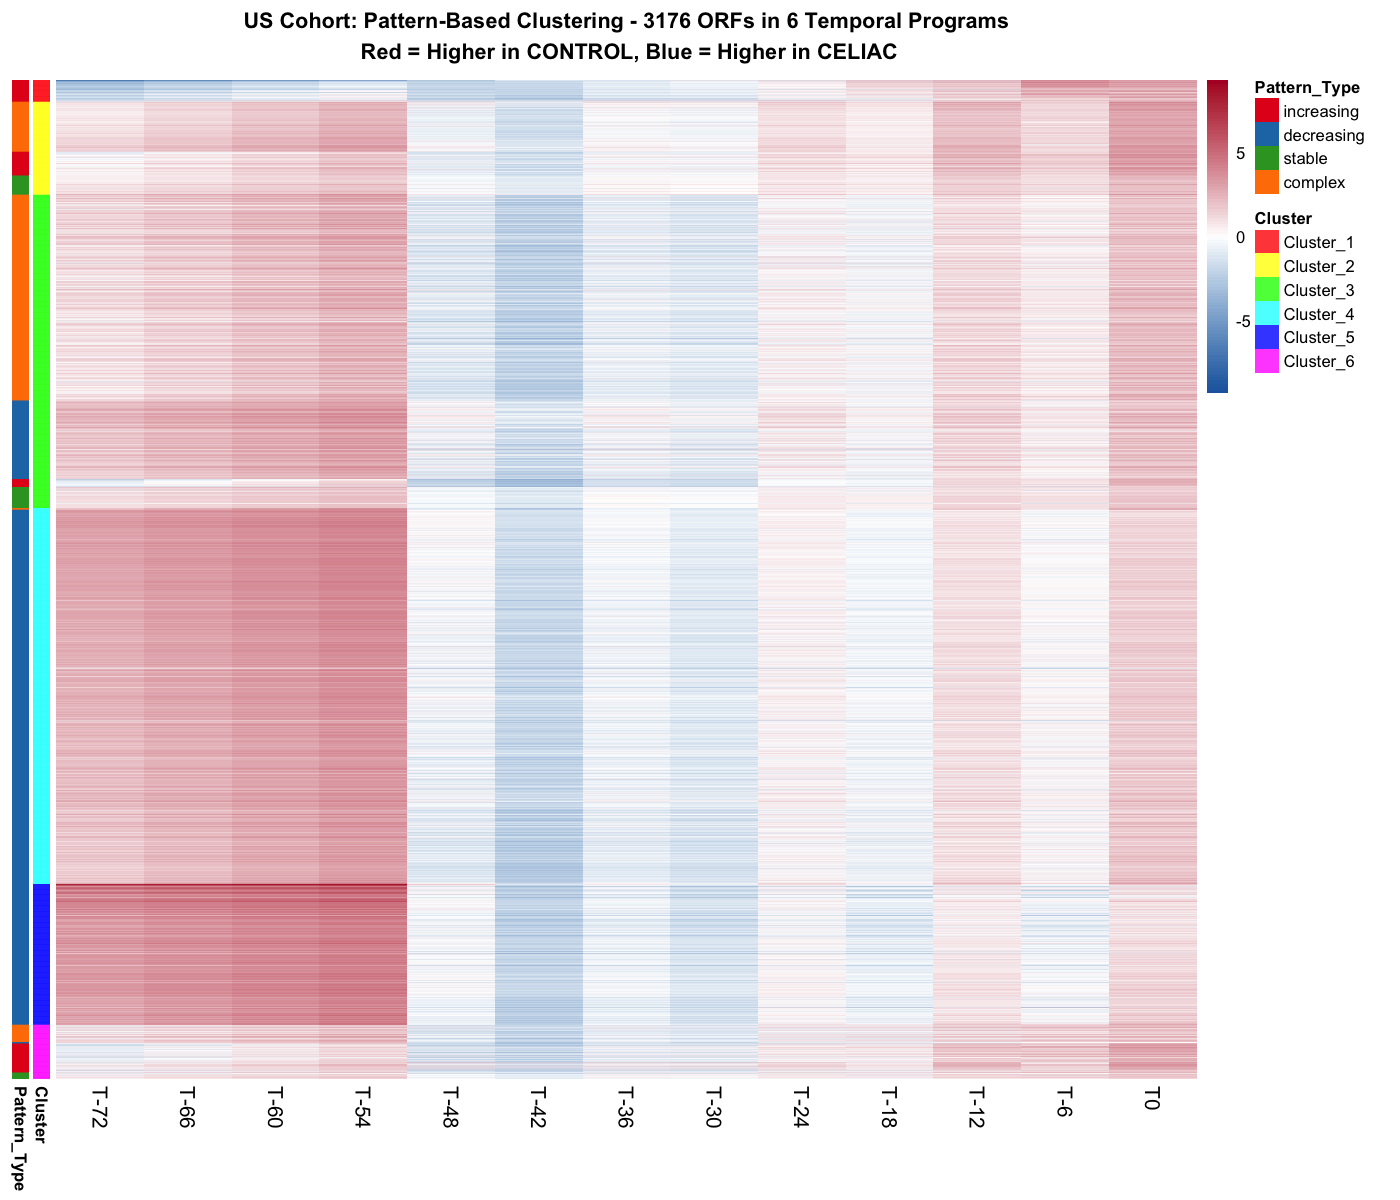 US Cohort: Pattern-Based Clustering - 3176 ORFs in 6 Temporal Programs
Red = Higher in CONTROL, Blue = Higher in CELIAC
5
0
-5
Pattern_Type
increasing
decreasing
stable
complex
Cluster
Cluster_1
Cluster_2
Cluster_3
Cluster_4
Cluster_5
Cluster_6
Pattern_Type
Cluster
T-72
T-66
T-60
T-54
T-48
T-42
T-36
T-30
T-24
T-18
T-12
T-6
T0